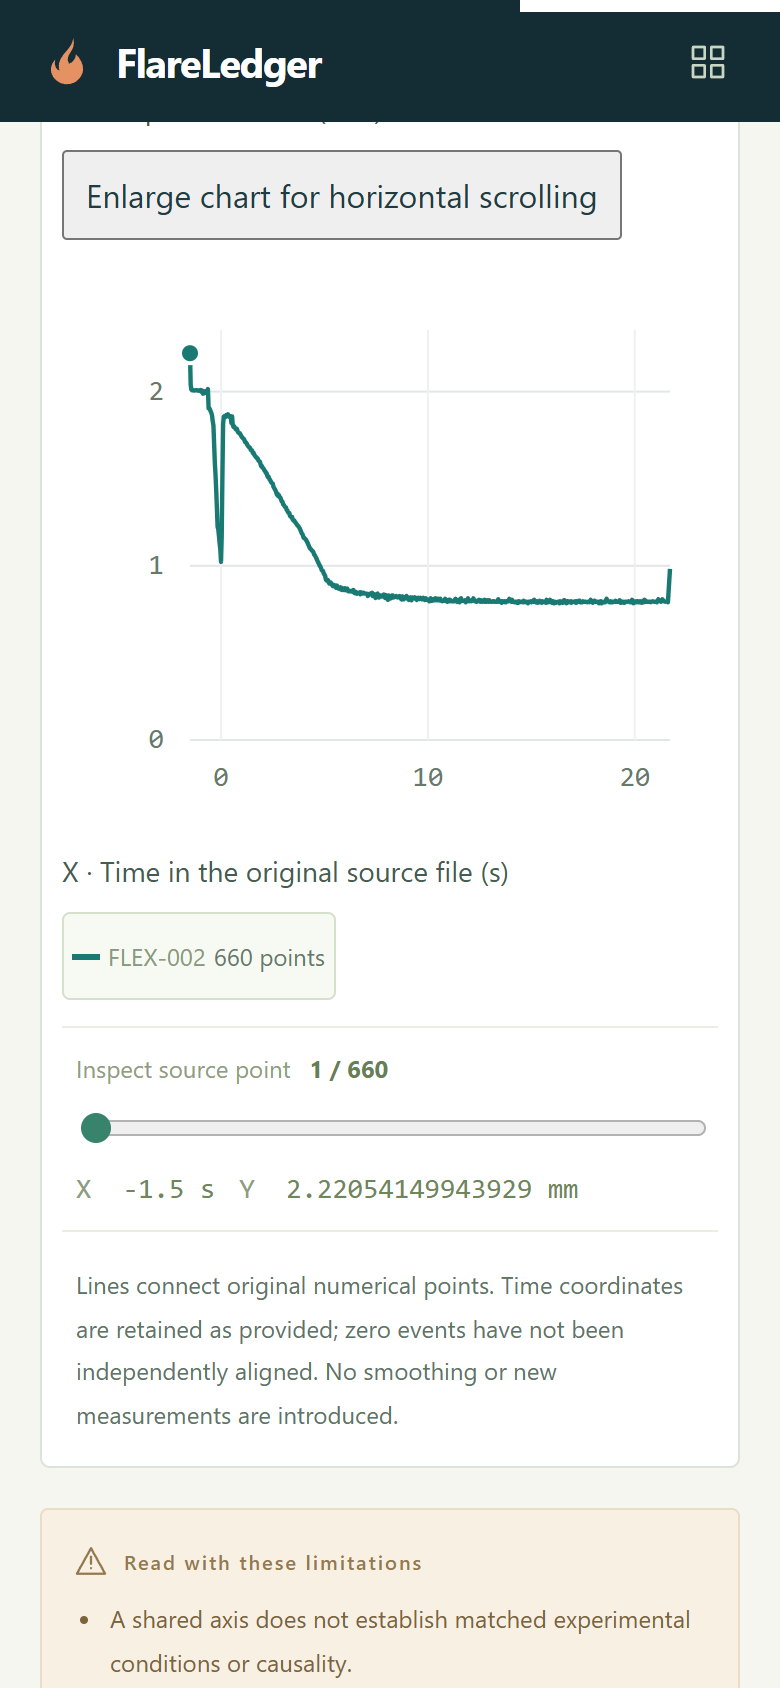 FlareLedger
Enlarge chart for horizontal scrolling
2
1
0
0 10 20
X · Time in the original source file (s)
FLEX-002 660 points
Inspect source point 1 / 660
X -1.5 s Y 2.22054149943929 mm
Lines connect original numerical points. Time coordinates
are retained as provided; zero events have not been
independently aligned. No smoothing or new
measurements are introduced.
Read with these limitations
• A shared axis does not establish matched experimental
conditions or causality.